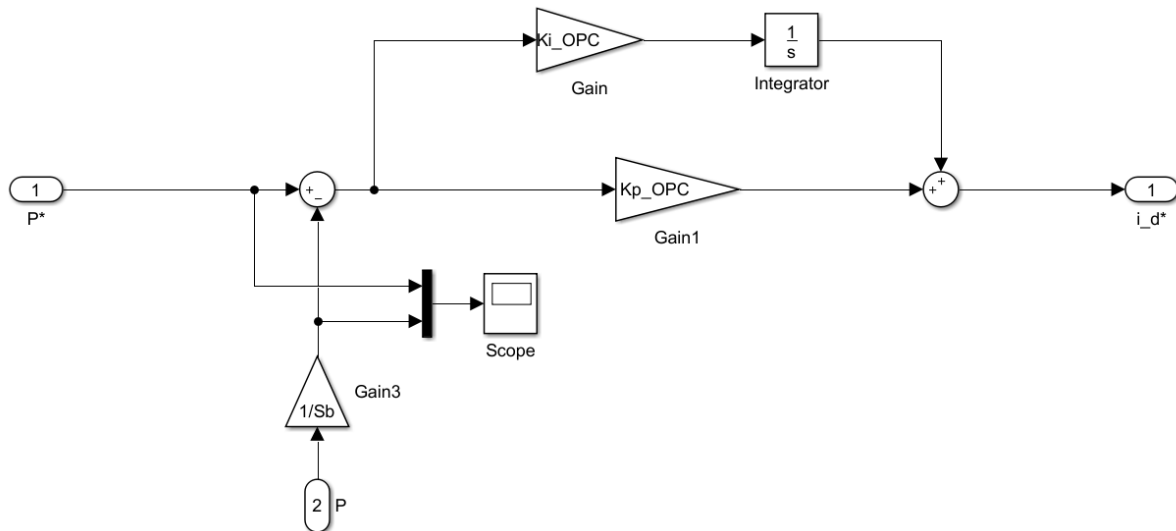 Ki_OPC
1
s
Gain
Integrator
1
P*
+
−
Kp_OPC
+
+
1
i_d*
Gain1
Scope
Gain3
1/Sb
2
P